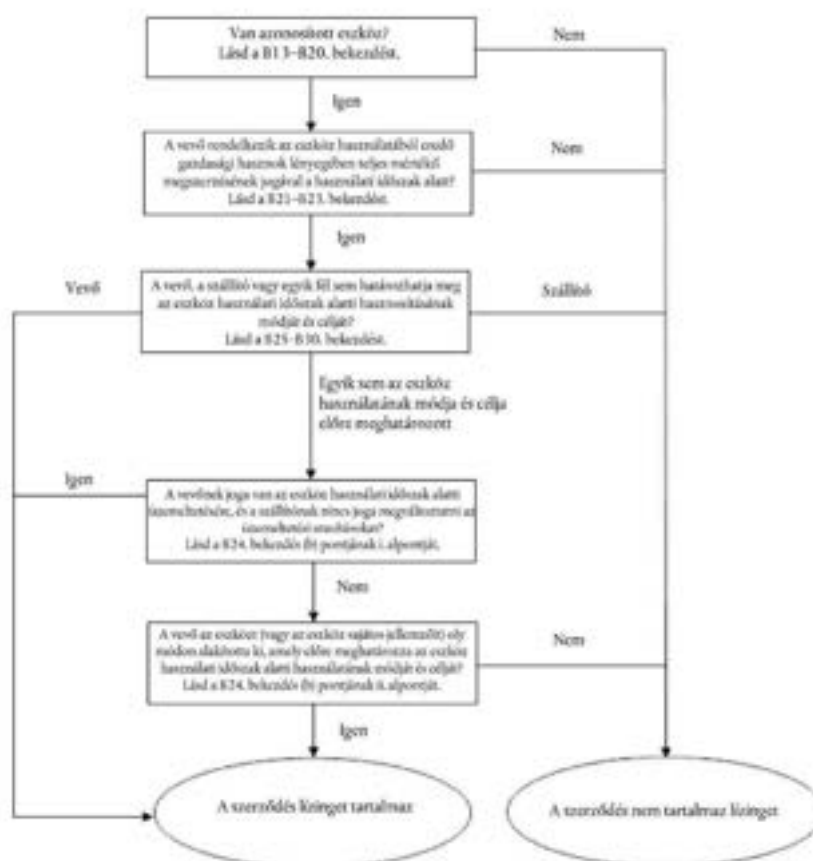 Van azonosított eszköz?
Lásd a B13–B20. bekezdést.
Nem
Igen
A vevő rendelkezik az eszköz használatából eredő
gazdasági hasznok lényegében teljes mértékű
megszerzésének jogával a használati időszak alatt?
Lásd a B21–B23. bekezdést.
Nem
Igen
Vevő
A vevő, a szállító vagy egyik fél sem határozhatja meg
az eszköz használati időszak alatti hasznosításának
módját és célját?
Lásd a B25–B30. bekezdést.
Szállító
Egyik sem az eszköz
használatának módja és célja
előre meghatározott
Igen
A vevőnek joga van az eszköz használati időszak alatti
üzemeltetésére, és a szállítónak nincs joga megváltoztatni az
üzemeltetési utasításokat?
Lásd a B24. bekezdés (b) pontjának i. alpontját.
Nem
A vevő az eszközt (vagy az eszköz sajátos jellemzőit) oly
módon alakította ki, amely előre meghatározza az eszköz
használati időszak alatti használatának módját és célját?
Lásd a B24. bekezdés (b) pontjának ii. alpontját.
Nem
Igen
A szerződés lízinget tartalmaz
A szerződés nem tartalmaz lízinget